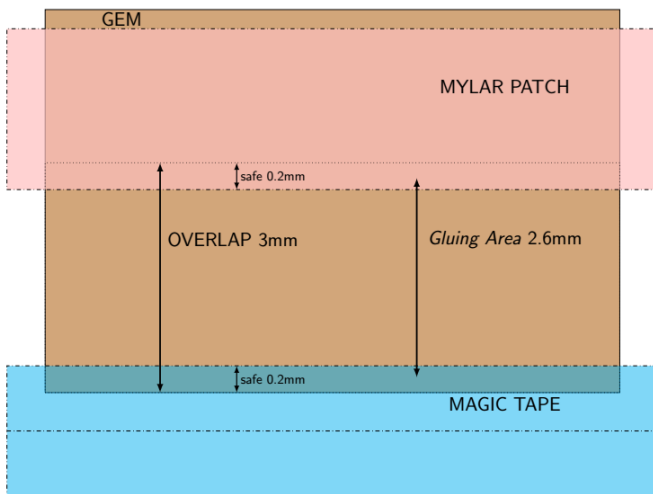 GEM
MYLAR PATCH
safe 0.2mm
OVERLAP 3mm
Gluing Area 2.6mm
safe 0.2mm
MAGIC TAPE